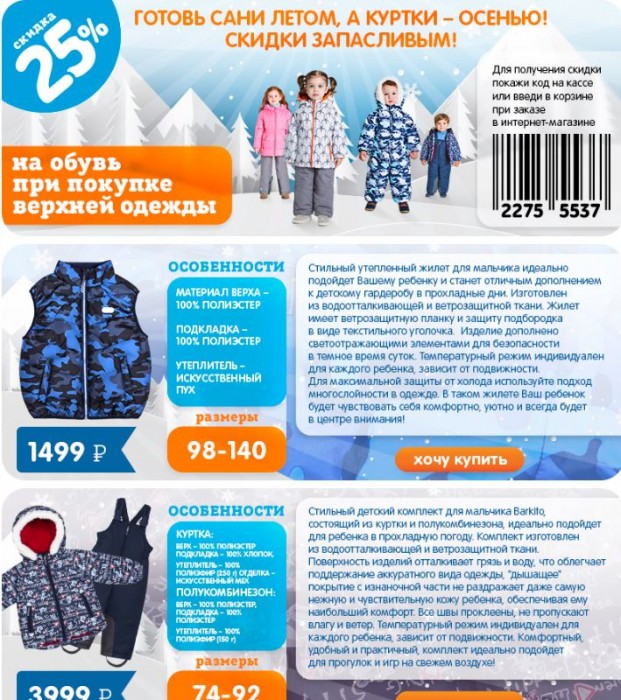 скидка
25%
ГОТОВЬ САНИ ЛЕТОМ, А КУРТКИ – ОСЕНЬЮ!
СКИДКИ ЗАПАСЛИВЫМ!
на обувь
при покупке
верхней одежды
Для получения скидки
покажи код на кассе
или введи в корзине
при заказе
в интернет-магазине
2275 5537
ОСОБЕННОСТИ
МАТЕРИАЛ ВЕРХА –
100% ПОЛИЭСТЕР
ПОДКЛАДКА –
100% ПОЛИЭСТЕР
УТЕПЛИТЕЛЬ –
ИСКУССТВЕННЫЙ
ПУХ
размеры
98-140
1499 ₽
Стильный утепленный жилет для мальчика идеально
подойдет Вашему ребенку и станет отличным дополнением
к детскому гардеробу в прохладные дни. Изготовлен
из водоотталкивающей и ветрозащитной ткани. Жилет
имеет ветрозащитную планку и защиту подбородка
в виде текстильного уголочка. Изделие дополнено
светоотражающими элементами для безопасности
в темное время суток. Температурный режим индивидуален
для каждого ребенка, зависит от подвижности.
Для максимальной защиты от холода используйте подход
многослойности в одежде. В таком жилете Ваш ребенок
будет чувствовать себя комфортно, уютно и всегда будет
в центре внимания!
хочу купить
ОСОБЕННОСТИ
КУРТКА:
ВЕРХ – 100% ПОЛИЭСТЕР
ПОДКЛАДКА – 100% ХЛОПОК,
УТЕПЛИТЕЛЬ – 100%
ПОЛИЭФИР (250 г) ОТДЕЛКА –
ИСКУССТВЕННЫЙ МЕХ
ПОЛУКОМБИНЕЗОН:
ВЕРХ – 100% ПОЛИЭСТЕР,
ПОДКЛАДКА – 100%
ПОЛИЭСТЕР
УТЕПЛИТЕЛЬ – 100%
ПОЛИЭФИР (150 г)
размеры
74-92
3999 ₽
Стильный детский комплект для мальчика Barkito,
состоящий из куртки и полукомбинезона, идеально подойдет
для ребенка в прохладную погоду. Комплект изготовлен
из водоотталкивающей и ветрозащитной ткани.
Поверхность изделий отталкивает грязь и воду, что облегчает
поддержание аккуратного вида одежды, "дышащее"
покрытие с изнаночной части не раздражает даже самую
нежную и чувствительную кожу ребенка, обеспечивая ему
наибольший комфорт. Все швы проклеены, не пропускают
влагу и ветер. Температурный режим индивидуален для
каждого ребенка, зависит от подвижности. Комфортный,
удобный и практичный, комплект идеально подойдет
для прогулок и игр на свежем воздухе!